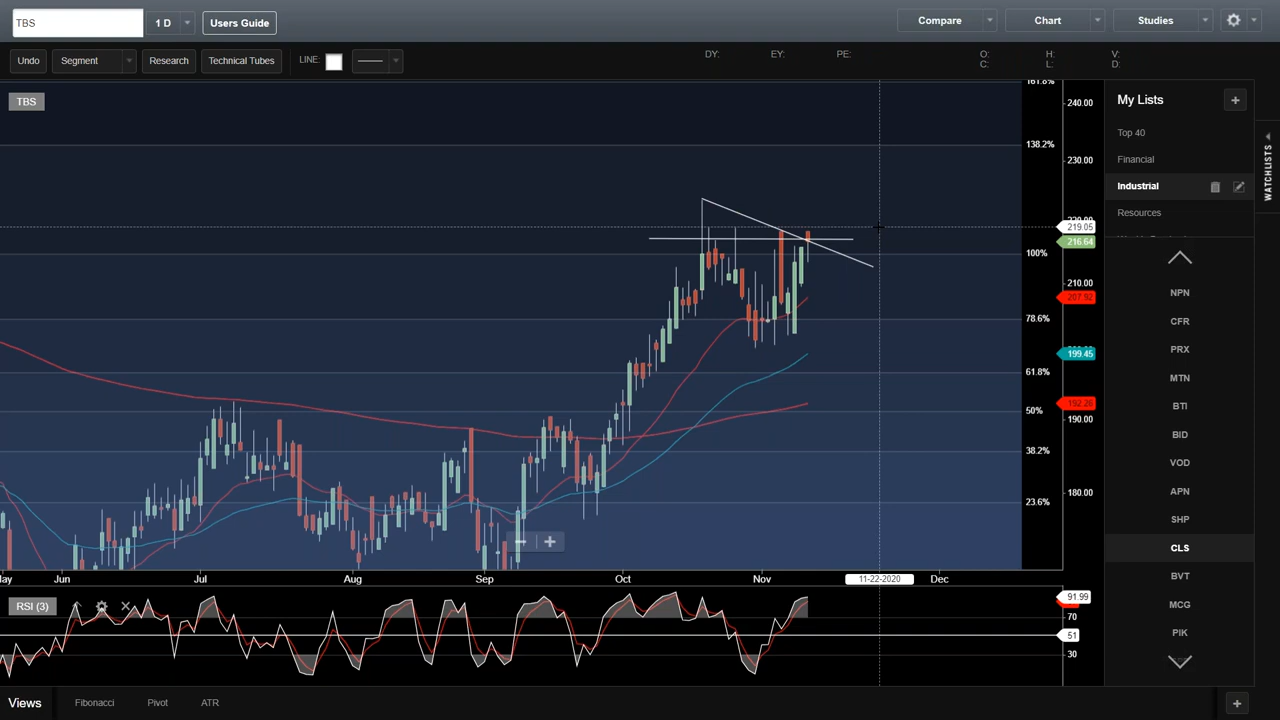 TBS 1 D Users Guide Compare Chart Studies
Undo Segment Research Technical Tubes LINE: DY: EY: PE: O: H: V:
C: L: D:
TBS
My Lists
Top 40
Financial
Industrial
Resources
WATCHLISTS
161.8%
138.2%
100%
78.6%
61.8%
50%
38.2%
23.6%
240.00
230.00
219.05
216.64
210.00
207.92
199.45
192.26
190.00
180.00
NPN
CFR
PRX
MTN
BTI
BID
VOD
APN
SHP
CLS
BVT
MCG
PIK
Jun Jul Aug Sep Oct Nov 11-22-2020 Dec
RSI (3)
91.99
70
51
30
Views Fibonacci Pivot ATR